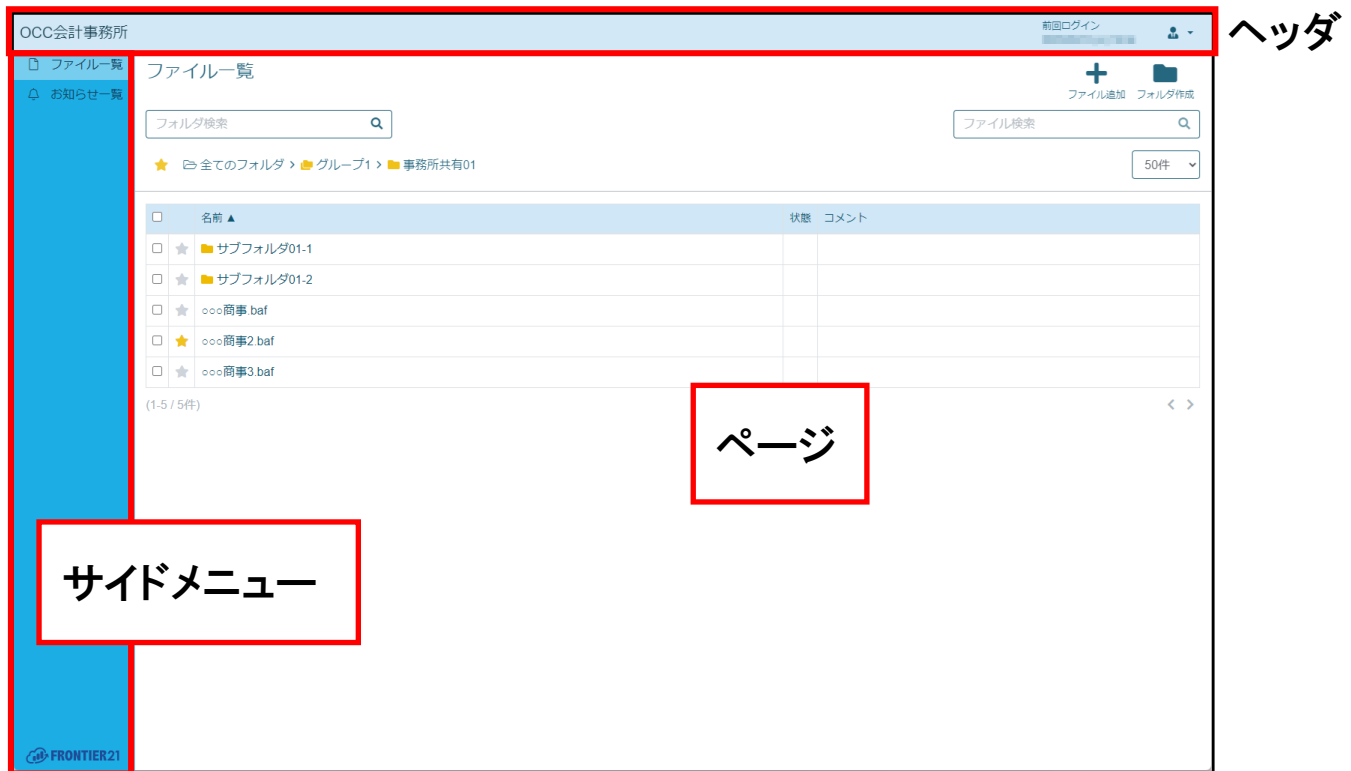 OCC会計事務所
前回ログイン
ヘッダ
ファイル一覧
お知らせ一覧
ファイル一覧
ファイル追加 フォルダ作成
フォルダ検索
ファイル検索
全てのフォルダ > グループ1 > 事務所共有01
50件
名前▲ 状態 コメント
サブフォルダ01-1
サブフォルダ01-2
○○○商事.baf
○○○商事2.baf
○○○商事3.baf
(1-5 / 5件) < >
ページ
サイドメニュー
FRONTIER21